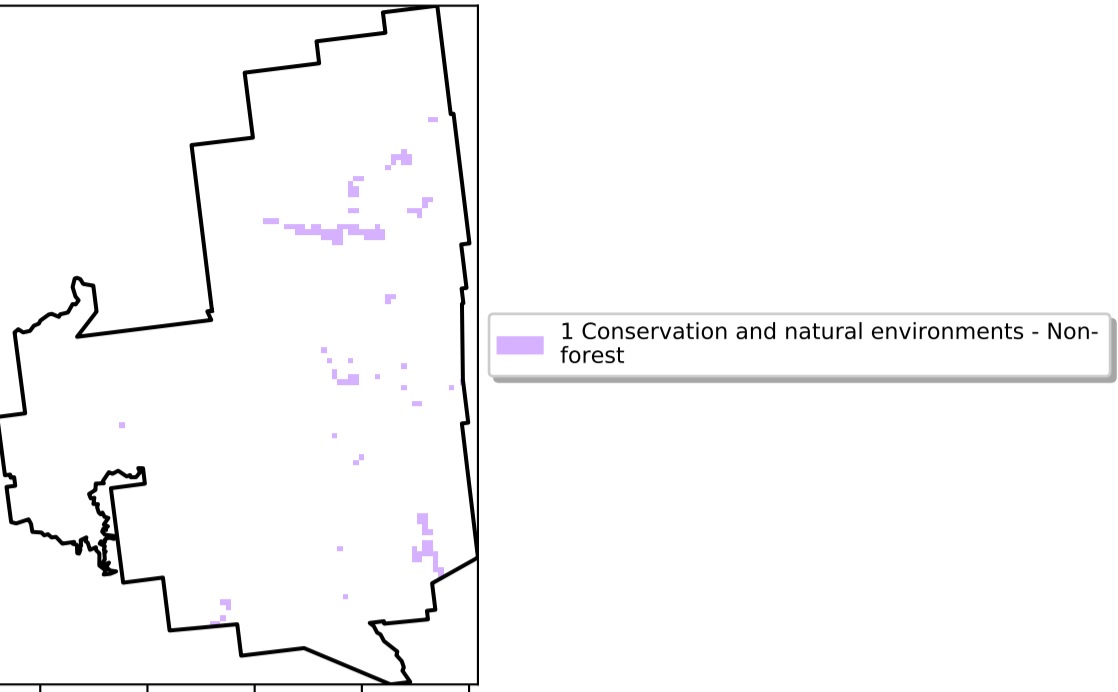 1 Conservation and natural environments - Non-
forest